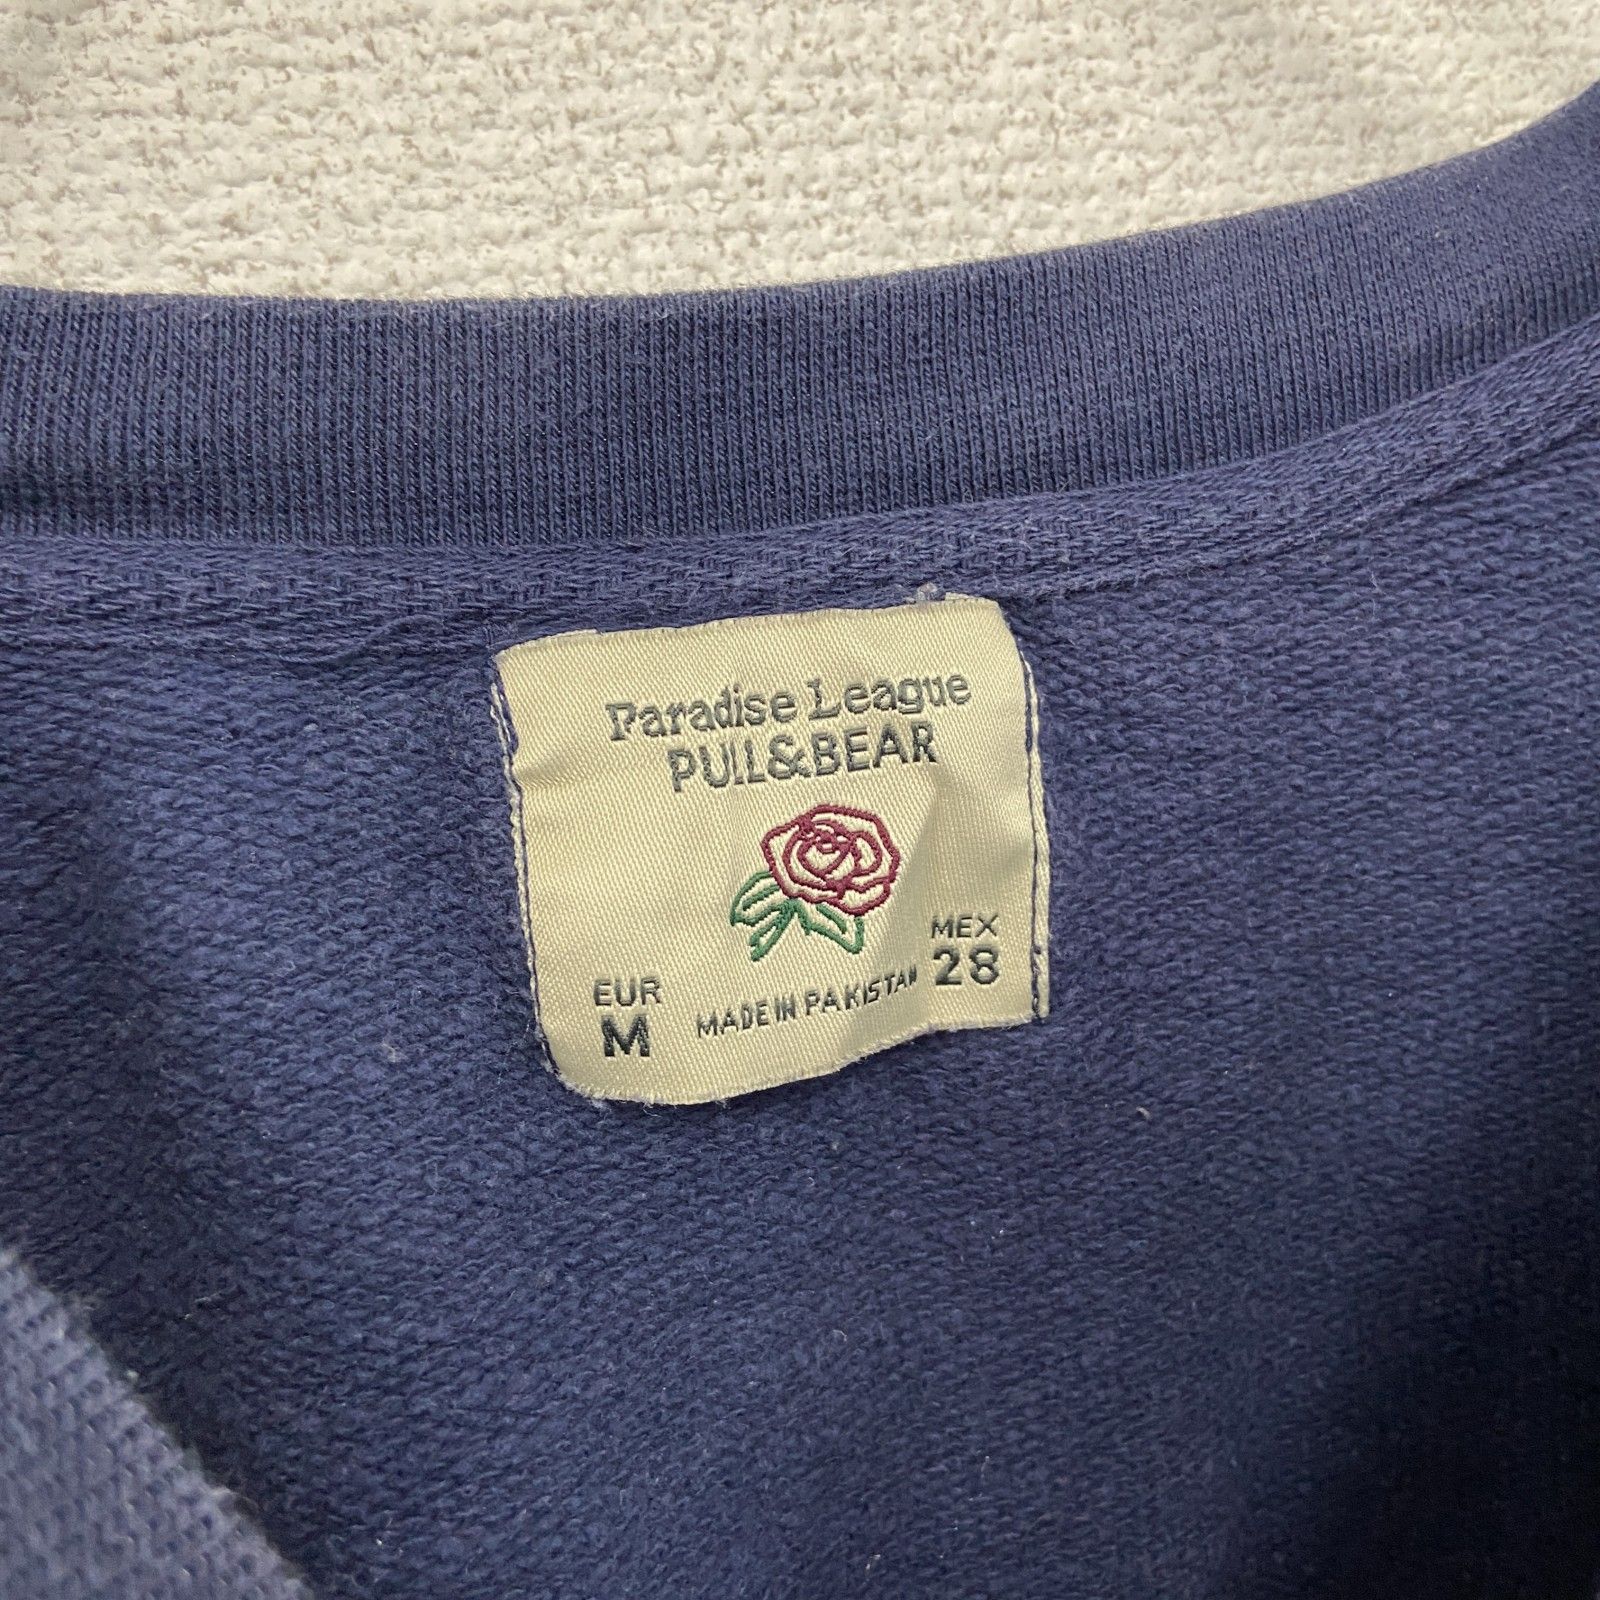 Paradise League
PULL&BEAR
EUR
M
MADE IN PAKISTAN
MEX
28